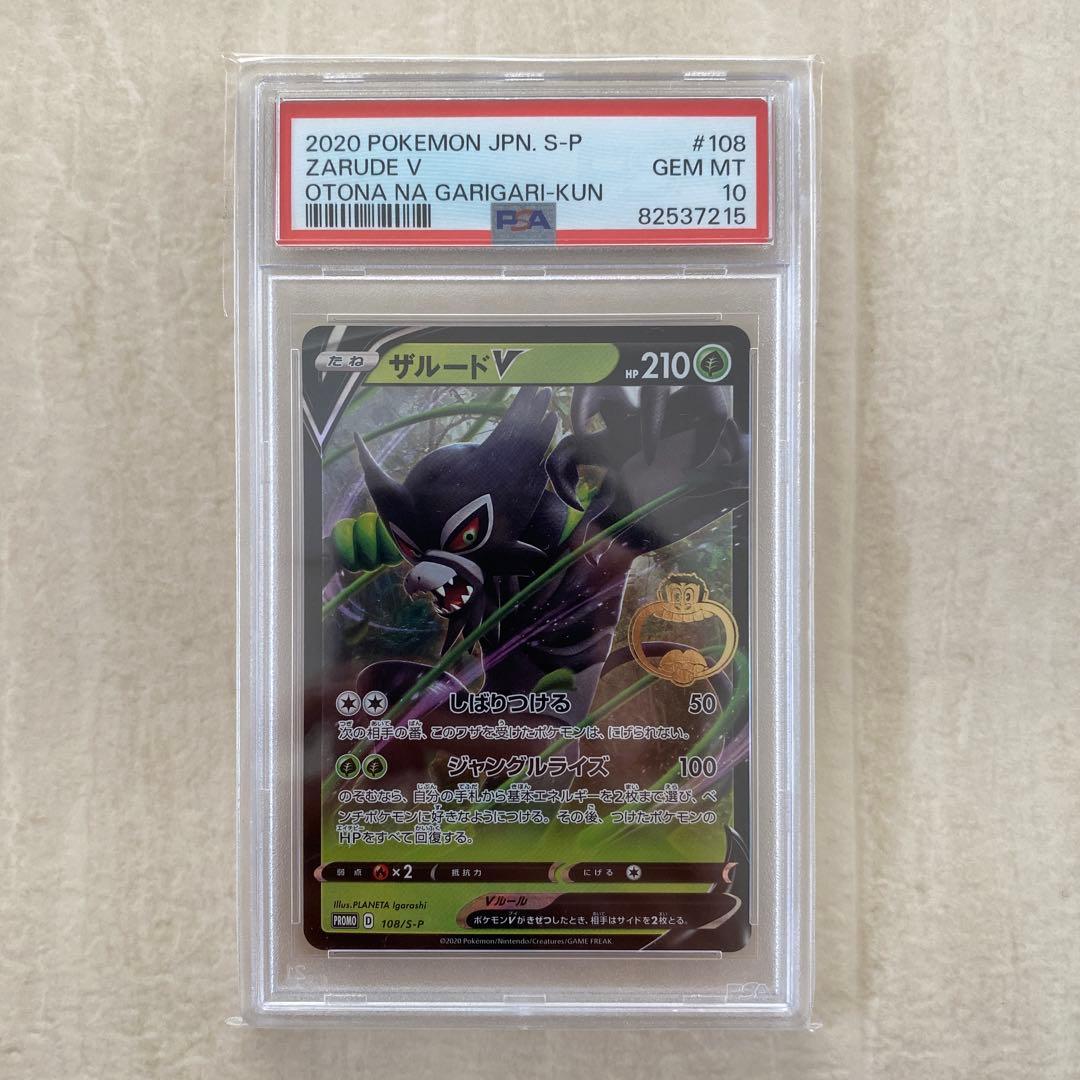 2020 POKEMON JPN. S-P #108
ZARUDE V GEM MT
OTONA NA GARIGARI-KUN 10
PSA 82537215
たね ザルードV HP 210
しばりつける 50
次の相手の番、このワザを受けたポケモンは、にげられない。
ジャングルライズ 100
のぞむなら、自分の手札から基本エネルギーを2枚まで選び、ベ
ンチポケモンに好きなようにつける。その後、つけたポケモンの
HPをすべて回復する。
弱点 ×2 抵抗力 にげる
Illus.PLANETA Igarashi Vルール
PROMO D 108/S-P ポケモンVがきぜつしたとき、相手はサイドを2枚とる。
©2020 Pokémon/Nintendo/Creatures/GAME FREAK.
PSA